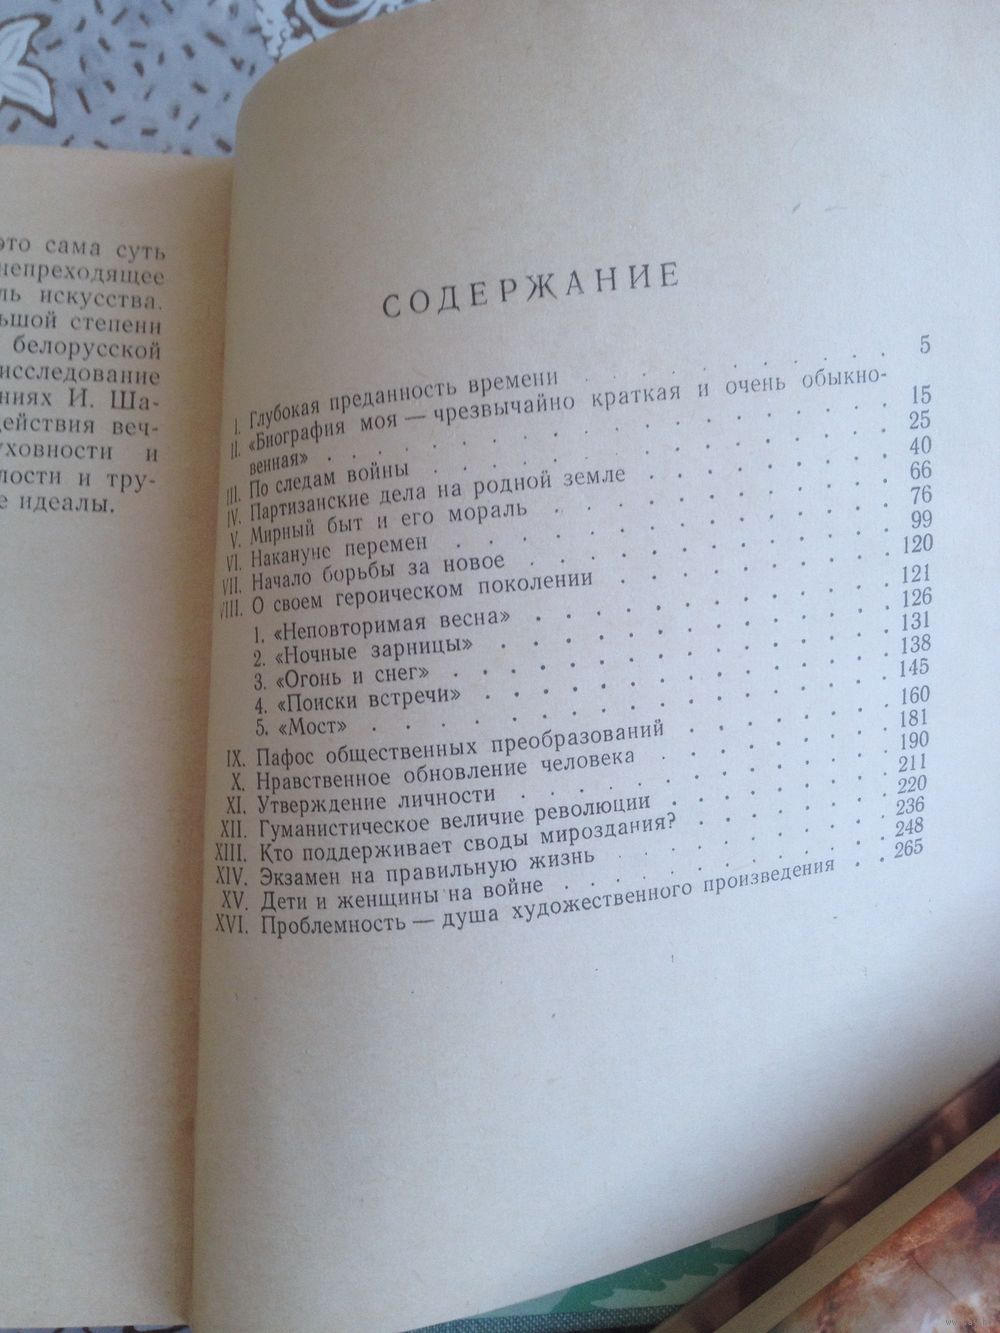 это сама суть
непреходящее
ль искусства.
ьшой степени
белорусской
исследование
ниях И. Ша-
действия веч-
уховности и
лости и тру-
е идеалы.
СОДЕРЖАНИЕ
I. Глубокая преданность времени . . . . . . . . . 5
II. «Биография моя — чрезвычайно краткая и очень обыкно-
венная» . . . . . . . . . . . . . . . 15
III. По следам войны . . . . . . . . . . . . 25
IV. Партизанские дела на родной земле . . . . . . . 40
V. Мирный быт и его мораль . . . . . . . . . 66
VI. Накануне перемен . . . . . . . . . . . . 76
VII. Начало борьбы за новое . . . . . . . . . . 99
VIII. О своем героическом поколении . . . . . . . . 120
1. «Неповторимая весна» . . . . . . . . . . 121
2. «Ночные зарницы» . . . . . . . . . . . 126
3. «Огонь и снег» . . . . . . . . . . . . 131
4. «Поиски встречи» . . . . . . . . . . . 138
5. «Мост» . . . . . . . . . . . . . . 145
IX. Пафос общественных преобразований . . . . . . 160
X. Нравственное обновление человека . . . . . . . 181
XI. Утверждение личности . . . . . . . . . . 190
XII. Гуманистическое величие революции . . . . . . 211
XIII. Кто поддерживает своды мироздания? . . . . . . 220
XIV. Экзамен на правильную жизнь . . . . . . . . 236
XV. Дети и женщины на войне . . . . . . . . . 248
XVI. Проблемность — душа художественного произведения . . 265